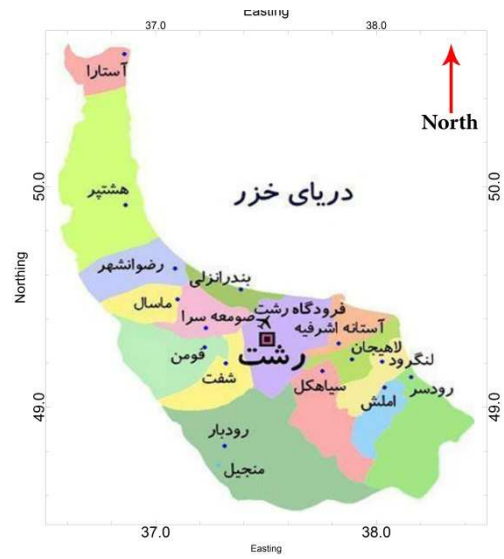 Easting
37.0 38.0
North
آستارا
50.0 50.0
هشتپر
دریای خزر
رضوانشهر
بندرانزلی
ماسال
صومعه سرا
فرودگاه رشت
آستانه اشرفیه
Northing
لاهیجان
لنگرود
فومن
رشت
شفت
سیاهکل
رودسر
املش
49.0 49.0
رودبار
منجیل
37.0 38.0
Easting